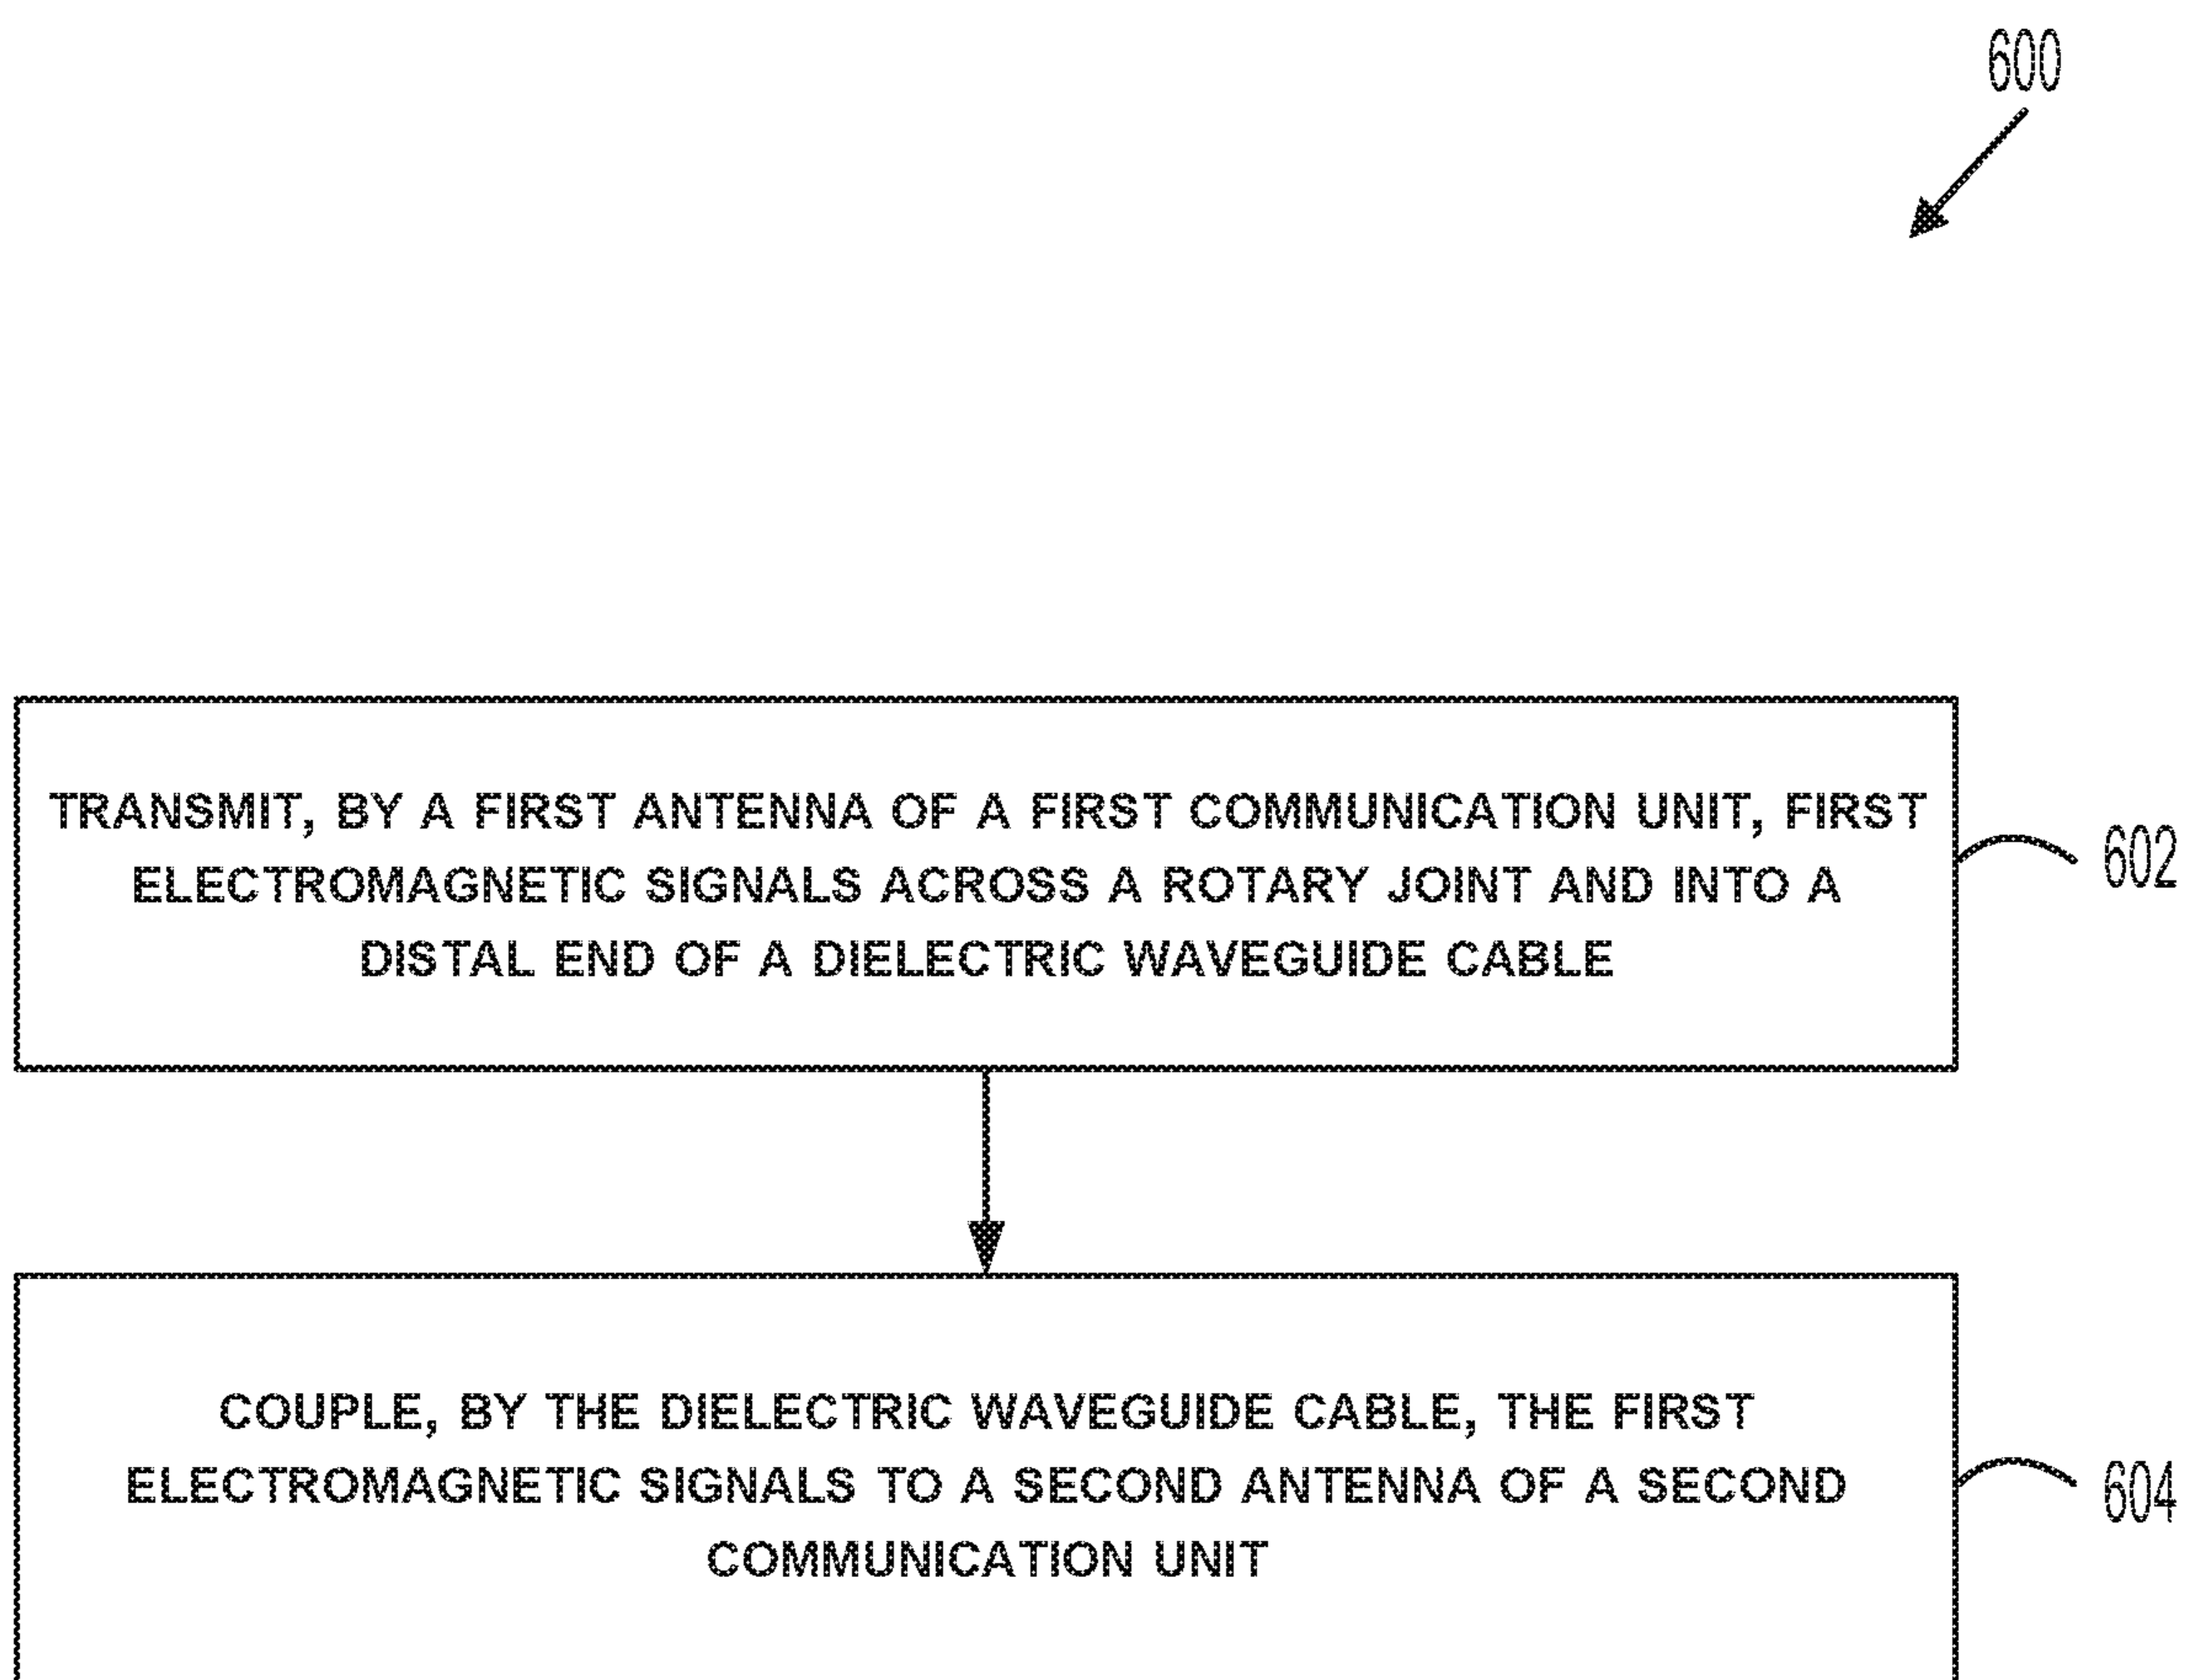 600
TRANSMIT, BY A FIRST ANTENNA OF A FIRST COMMUNICATION UNIT, FIRST
ELECTROMAGNETIC SIGNALS ACROSS A ROTARY JOINT AND INTO A
DISTAL END OF A DIELECTRIC WAVEGUIDE CABLE
602
COUPLE, BY THE DIELECTRIC WAVEGUIDE CABLE, THE FIRST
ELECTROMAGNETIC SIGNALS TO A SECOND ANTENNA OF A SECOND
COMMUNICATION UNIT
604